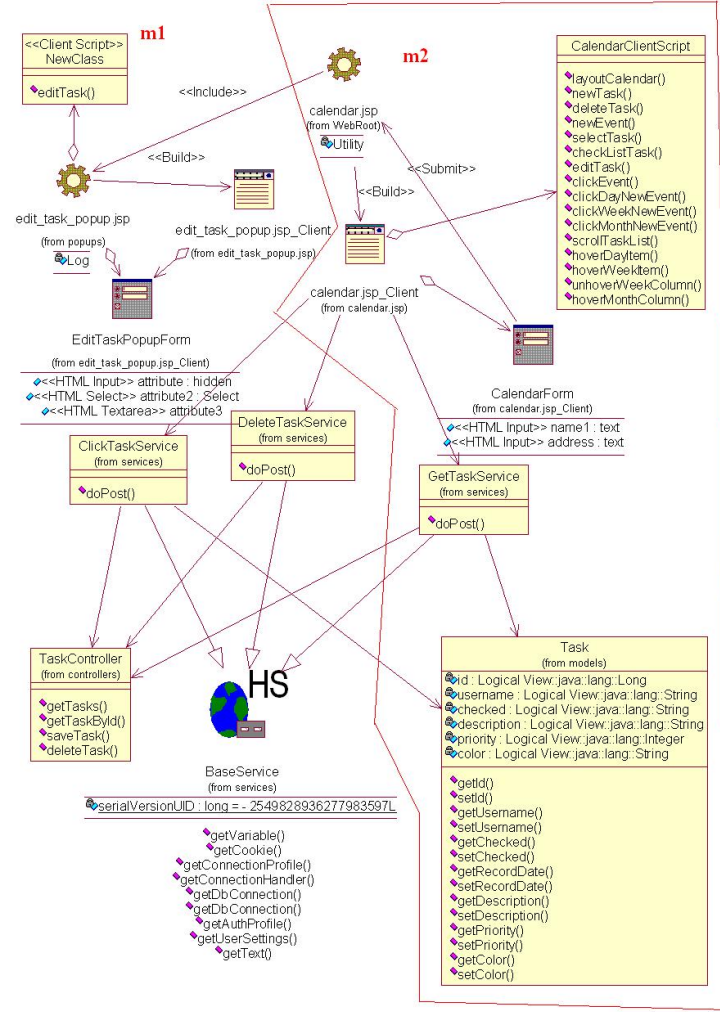 m1
m2
<<Client Script>>
NewClass
editTask()
<<Include>>
calendar.jsp
(from WebRoot)
Utility
CalendarClientScript
layoutCalendar()
newTask()
deleteTask()
newEvent()
selectTask()
checkListTask()
editTask()
clickEvent()
clickDayNewEvent()
clickWeekNewEvent()
clickMonthNewEvent()
scrollTaskList()
hoverDayItem()
hoverWeekItem()
unhoverWeekColumn()
hoverMonthColumn()
<<Build>>
<<Submit>>
<<Build>>
edit_task_popup.jsp
(from popups)
Log
edit_task_popup.jsp_Client
(from edit_task_popup.jsp)
calendar.jsp_Client
(from calendar.jsp)
EditTaskPopupForm
(from edit_task_popup.jsp_Client)
<<HTML Input>> attribute : hidden
<<HTML Select>> attribute2 : Select
<<HTML Textarea>> attribute3
CalendarForm
(from calendar.jsp_Client)
<<HTML Input>> name1 : text
<<HTML Input>> address : text
ClickTaskService
(from services)
doPost()
DeleteTaskService
(from services)
doPost()
GetTaskService
(from services)
doPost()
TaskController
(from controllers)
getTasks()
getTaskById()
saveTask()
deleteTask()
HS
BaseService
(from services)
serialVersionUID : long = - 2549828936277983597L
getVariable()
getCookie()
getConnectionProfile()
getConnectionHandler()
getDbConnection()
getDbConnection()
getAuthProfile()
getUserSettings()
getText()
Task
(from models)
id : Logical View::java::lang::Long
username : Logical View::java::lang::String
checked : Logical View::java::lang::String
description : Logical View::java::lang::String
priority : Logical View::java::lang::Integer
color : Logical View::java::lang::String
getId()
setId()
getUsername()
setUsername()
getChecked()
setChecked()
getRecordDate()
setRecordDate()
getDescription()
setDescription()
getPriority()
setPriority()
getColor()
setColor()